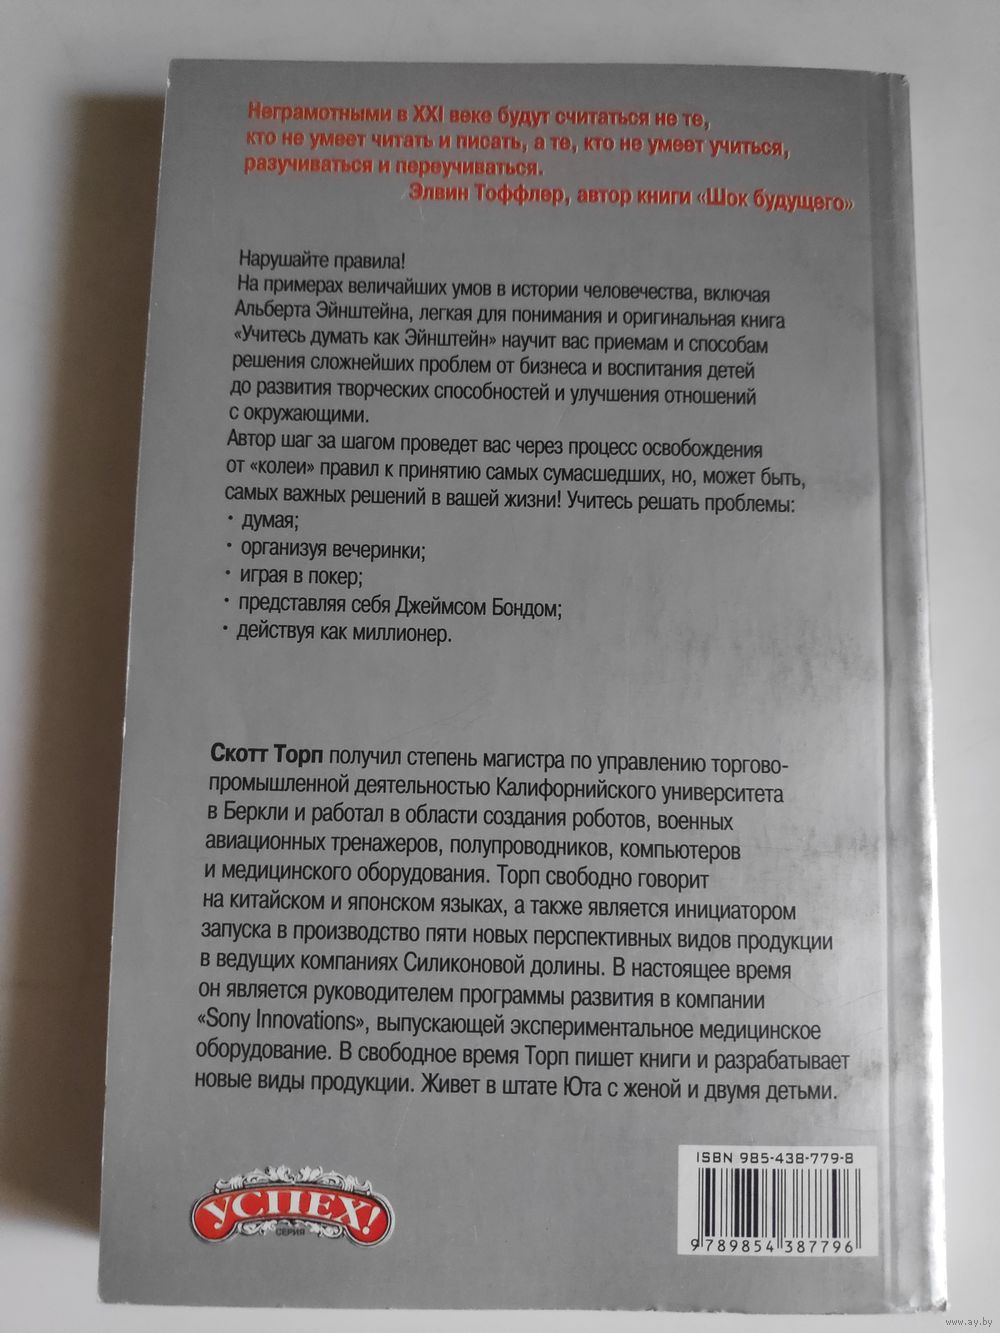 Неграмотными в XXI веке будут считаться не те,
кто не умеет читать и писать, а те, кто не умеет учиться,
разучиваться и переучиваться.
Элвин Тоффлер, автор книги «Шок будущего»
Нарушайте правила!
На примерах величайших умов в истории человечества, включая
Альберта Эйнштейна, легкая для понимания и оригинальная книга
«Учитесь думать как Эйнштейн» научит вас приемам и способам
решения сложнейших проблем от бизнеса и воспитания детей
до развития творческих способностей и улучшения отношений
с окружающими.
Автор шаг за шагом проведет вас через процесс освобождения
от «колеи» правил к принятию самых сумасшедших, но, может быть,
самых важных решений в вашей жизни! Учитесь решать проблемы:
· думая;
· организуя вечеринки;
· играя в покер;
· представляя себя Джеймсом Бондом;
· действуя как миллионер.
Скотт Торп получил степень магистра по управлению торгово-
промышленной деятельностью Калифорнийского университета
в Беркли и работал в области создания роботов, военных
авиационных тренажеров, полупроводников, компьютеров
и медицинского оборудования. Торп свободно говорит
на китайском и японском языках, а также является инициатором
запуска в производство пяти новых перспективных видов продукции
в ведущих компаниях Силиконовой долины. В настоящее время
он является руководителем программы развития в компании
«Sony Innovations», выпускающей экспериментальное медицинское
оборудование. В свободное время Торп пишет книги и разрабатывает
новые виды продукции. Живет в штате Юта с женой и двумя детьми.
УСПЕХ!
СЕРИЯ
ISBN 985-438-779-8
9 789854 387796
www.ay.by